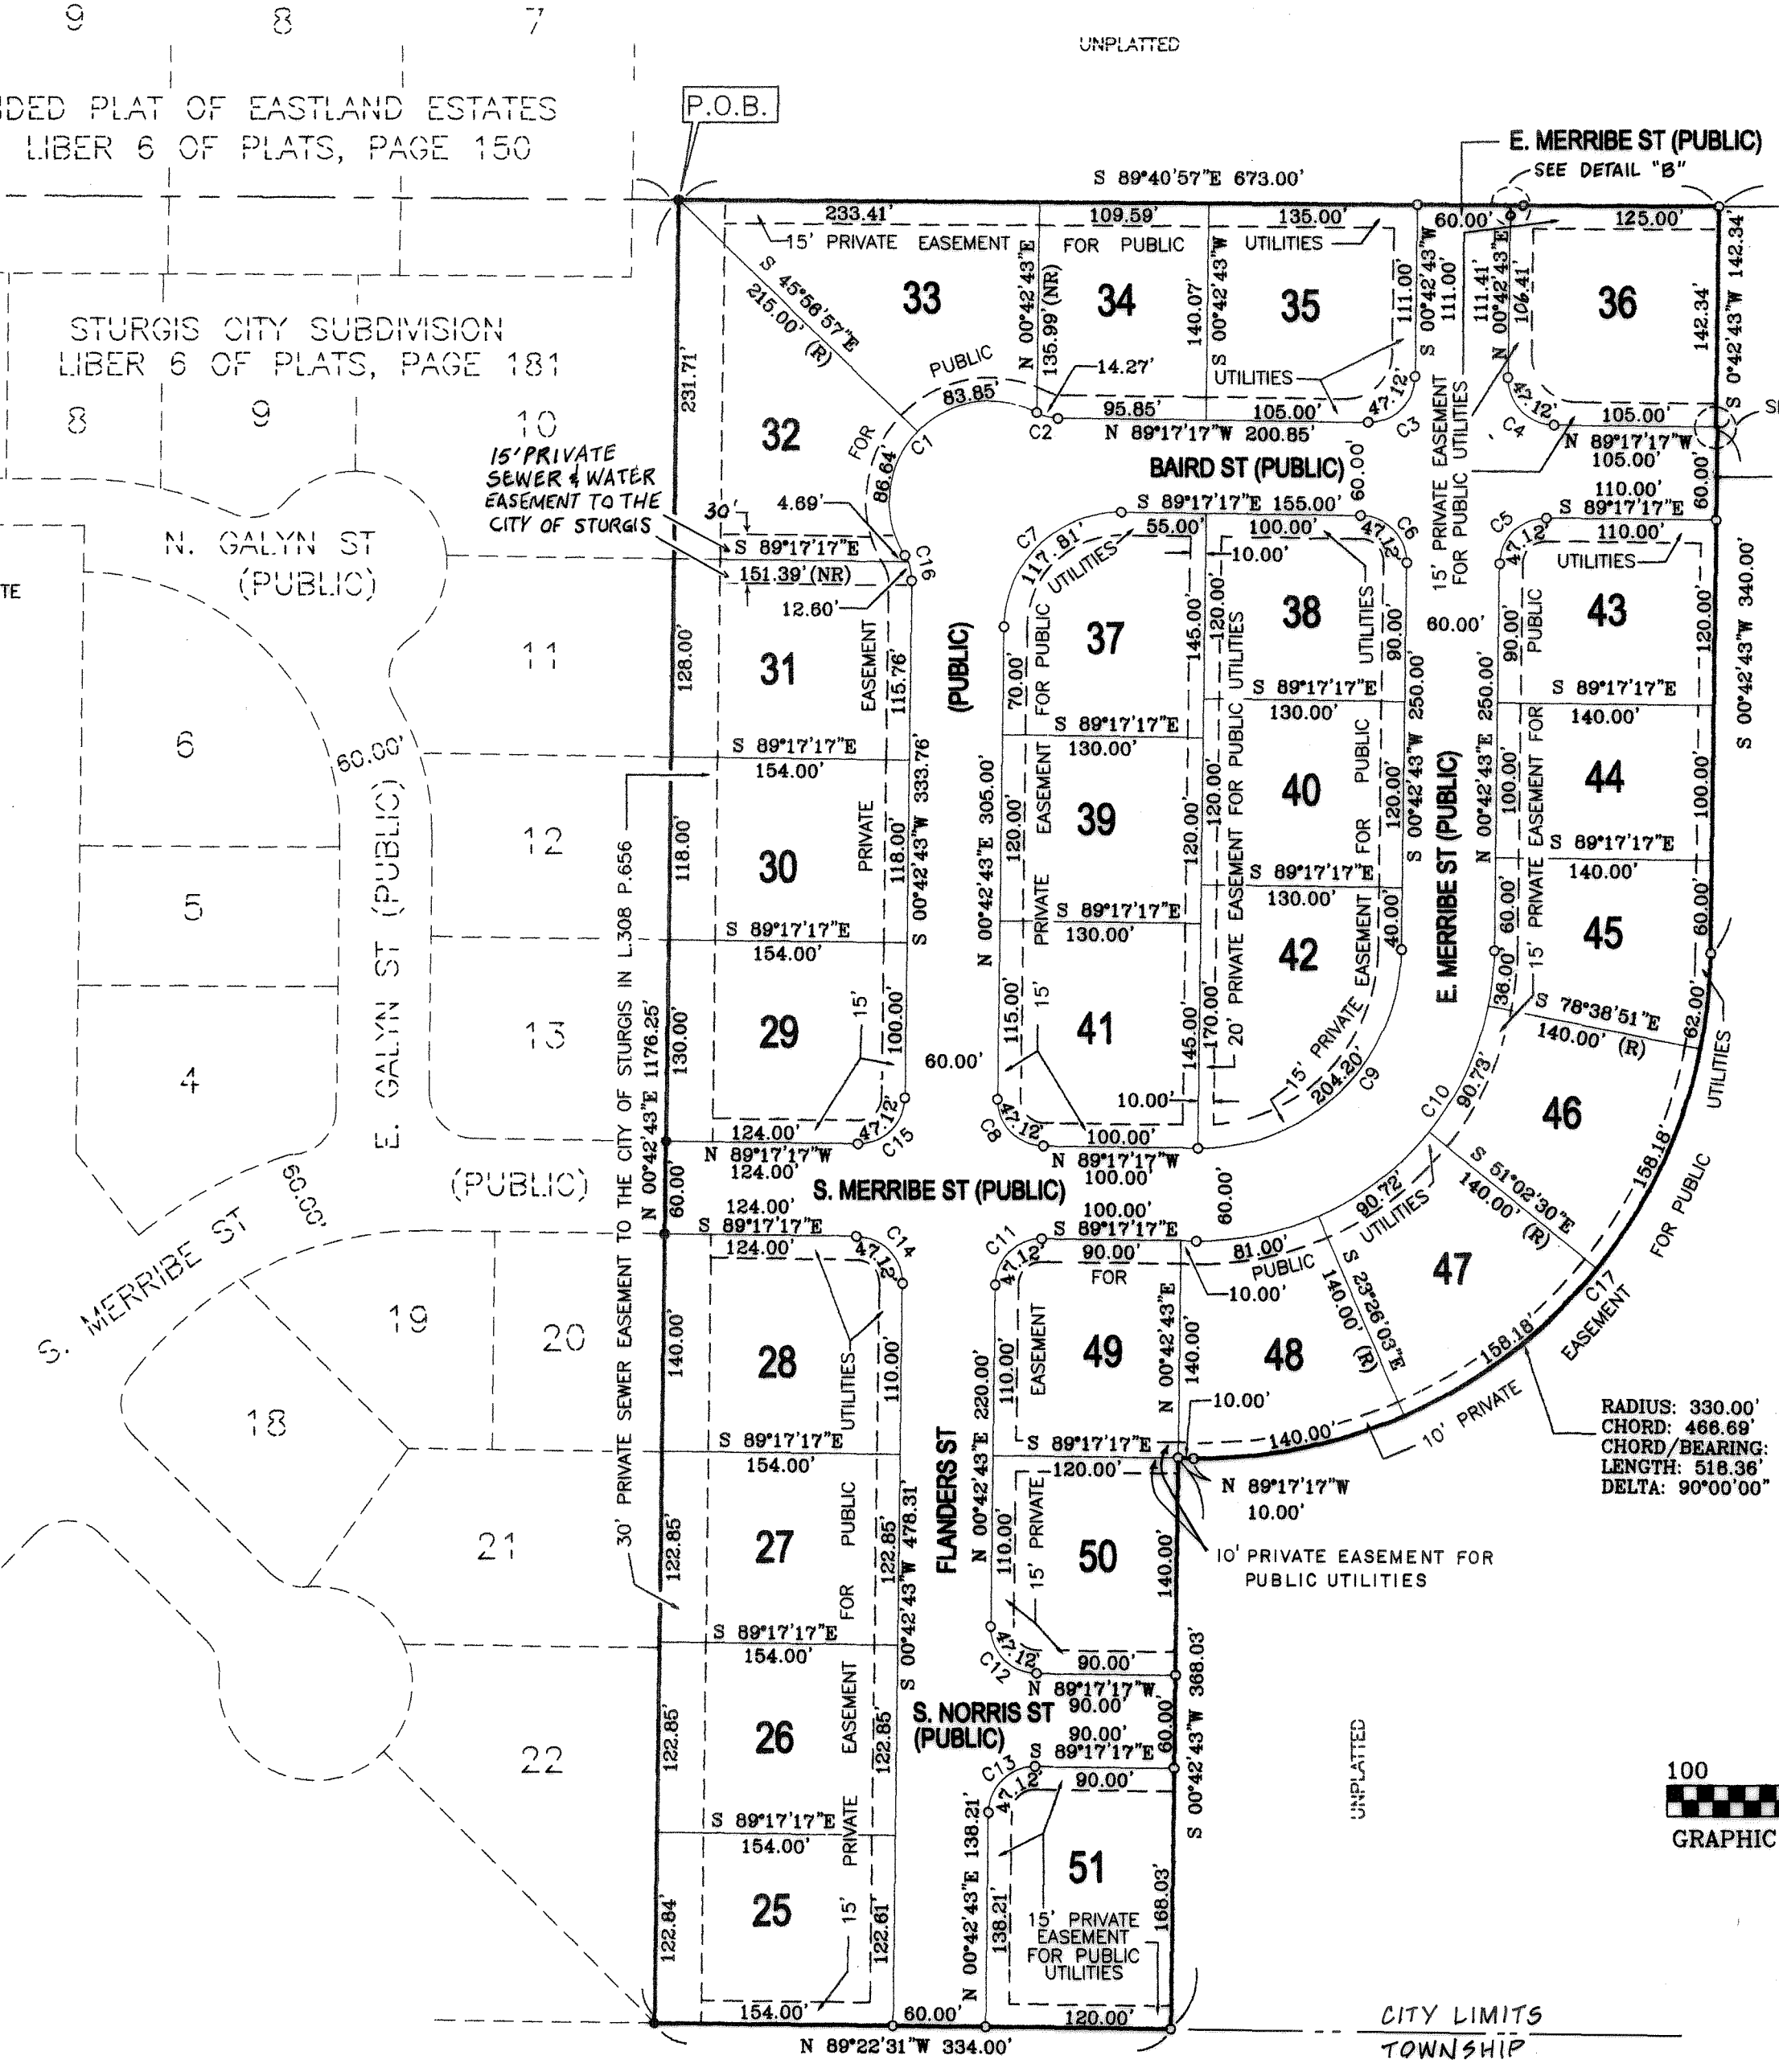 9
8
7
UNPLATTED
DED PLAT OF EASTLAND ESTATES
LIBER 6 OF PLATS, PAGE 150
P.O.B.
E. MERRIBE ST (PUBLIC)
SEE DETAIL "B"
S 89°40'57"E 673.00'
233.41'
109.59'
135.00'
60.00'
125.00'
15' PRIVATE EASEMENT FOR PUBLIC UTILITIES
STURGIS CITY SUBDIVISION
LIBER 6 OF PLATS, PAGE 181
8
9
10
S 45°56'57"E
215.00' (R)
33
N 00°42'43"E
135.99' (NR)
34
140.07'
S 00°42'43"W
35
111.00'
S 00°42'43"W
111.00'
111.41'
N 00°42'43"E
106.41'
36
142.34'
S 0°42'43"W 142.34'
231.71'
32
FOR PUBLIC
83.85'
86.64'
C1
14.27'
C2
95.85'
105.00'
N 89°17'17"W 200.85'
UTILITIES
47.12'
C3
47.12'
C4
105.00'
N 89°17'17"W
105.00'
15' PRIVATE EASEMENT
FOR PUBLIC UTILITIES
BAIRD ST (PUBLIC)
60.00'
110.00'
60.00'
15' PRIVATE
SEWER & WATER
EASEMENT TO THE
CITY OF STURGIS
30'
4.69'
S 89°17'17"E
151.39' (NR)
12.60'
C16
N. GALYN ST
(PUBLIC)
TE
S 89°17'17"E 155.00'
55.00'
100.00'
10.00'
C7
117.81'
UTILITIES
47.12'
C6
C5
47.12'
S 89°17'17"E
110.00'
UTILITIES
S 00°42'43"W 340.00'
11
128.00'
31
EASEMENT
115.76'
(PUBLIC)
70.00'
FOR PUBLIC
37
145.00'
120.00'
38
UTILITIES
90.00'
60.00'
90.00'
PUBLIC
43
120.00'
6
60.00'
S 89°17'17"E
154.00'
S 89°17'17"E
130.00'
S 89°17'17"E
130.00'
S 89°17'17"E
140.00'
12
118.00'
30
PRIVATE
118.00'
S 00°42'43"W 333.76'
N 00°42'43"E 305.00'
120.00'
EASEMENT
39
120.00'
120.00'
40
PUBLIC
120.00'
S 00°42'43"W 250.00'
E. MERRIBE ST (PUBLIC)
N 00°42'43"E 250.00'
100.00'
15' PRIVATE EASEMENT FOR
44
100.00'
5
E. GALYN ST (PUBLIC)
S 89°17'17"E
154.00'
S 89°17'17"E
130.00'
S 89°17'17"E
130.00'
S 89°17'17"E
140.00'
13
4
N 00°42'43"E 1176.25'
130.00'
29
15'
100.00'
60.00'
115.00'
15' PRIVATE
41
145.00'
170.00'
20' PRIVATE EASEMENT FOR PUBLIC UTILITIES
42
15' PRIVATE EASEMENT FOR
40.00'
60.00'
45
60.00'
36.00'
S 78°38'51"E
140.00' (R)
62.00'
204.20'
C9
C10
90.73'
46
158.18'
UTILITIES
124.00'
47.12'
C15
N 89°17'17"W
124.00'
10.00'
47.12'
C8
100.00'
N 89°17'17"W
100.00'
(PUBLIC)
60.00'
S. MERRIBE ST
60.00'
S. MERRIBE ST (PUBLIC)
60.00'
S 51°02'30"E
140.00' (R)
FOR PUBLIC
30' PRIVATE SEWER EASEMENT TO THE CITY OF STURGIS IN L.308 P.656
124.00'
S 89°17'17"E
124.00'
47.12'
C14
C11
47.12'
100.00'
S 89°17'17"E
90.00'
FOR
81.00'
PUBLIC
90.72'
UTILITIES
10.00'
19
20
18
140.00'
28
UTILITIES
110.00'
EASEMENT
110.00'
49
N 00°42'43"E
140.00'
48
S 23°26'03"E
140.00' (R)
47
C17
EASEMENT
158.18'
10' PRIVATE
140.00'
10.00'
RADIUS: 330.00'
CHORD: 466.69'
CHORD/BEARING:
LENGTH: 518.36'
DELTA: 90°00'00"
S 89°17'17"E
154.00'
FLANDERS ST
N 00°42'43"E 220.00'
S 89°17'17"E
120.00'
N 89°17'17"W
10.00'
21
122.85'
27
FOR PUBLIC
122.85'
S 00°42'43"W 478.31'
110.00'
15' PRIVATE
50
140.00'
10' PRIVATE EASEMENT FOR
PUBLIC UTILITIES
S 89°17'17"E
154.00'
47.12'
C12
90.00'
N 89°17'17"W
90.00'
S 00°42'43"W 368.03'
22
122.85'
26
EASEMENT
122.85'
S. NORRIS ST
(PUBLIC)
90.00'
60.00'
S 89°17'17"E
90.00'
C13
47.12'
UNPLATTED
100
GRAPHIC
S 89°17'17"E
154.00'
122.84'
25
15' PRIVATE
122.61'
N 00°42'43"E 138.21'
138.21'
51
168.03'
15' PRIVATE
EASEMENT
FOR PUBLIC
UTILITIES
154.00'
60.00'
120.00'
N 89°22'31"W 334.00'
CITY LIMITS
TOWNSHIP